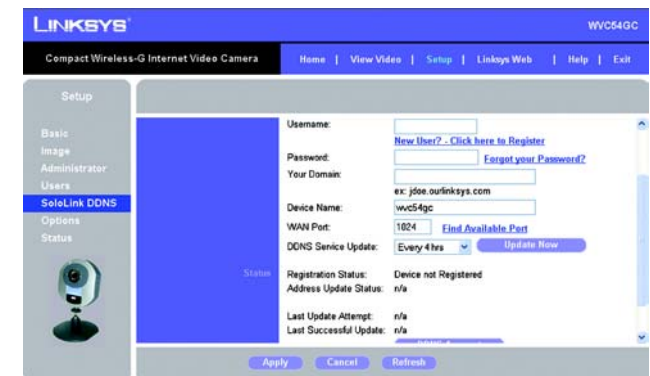 LINKSYS®
WVC54GC
Compact Wireless-G Internet Video Camera
Home | View Video | Setup | Linksys Web | Help | Exit
Setup
Basic
Image
Administrator
Users
SoloLink DDNS
Options
Status
Username:
New User? - Click here to Register
Password: Forgot your Password?
Your Domain:
ex: jdoe.ourlinksys.com
Device Name: wvc54gc
WAN Port: 1024 Find Available Port
DDNS Service Update: Every 4 hrs Update Now
Status
Registration Status: Device not Registered
Address Update Status: n/a
Last Update Attempt: n/a
Last Successful Update: n/a
Apply Cancel Refresh